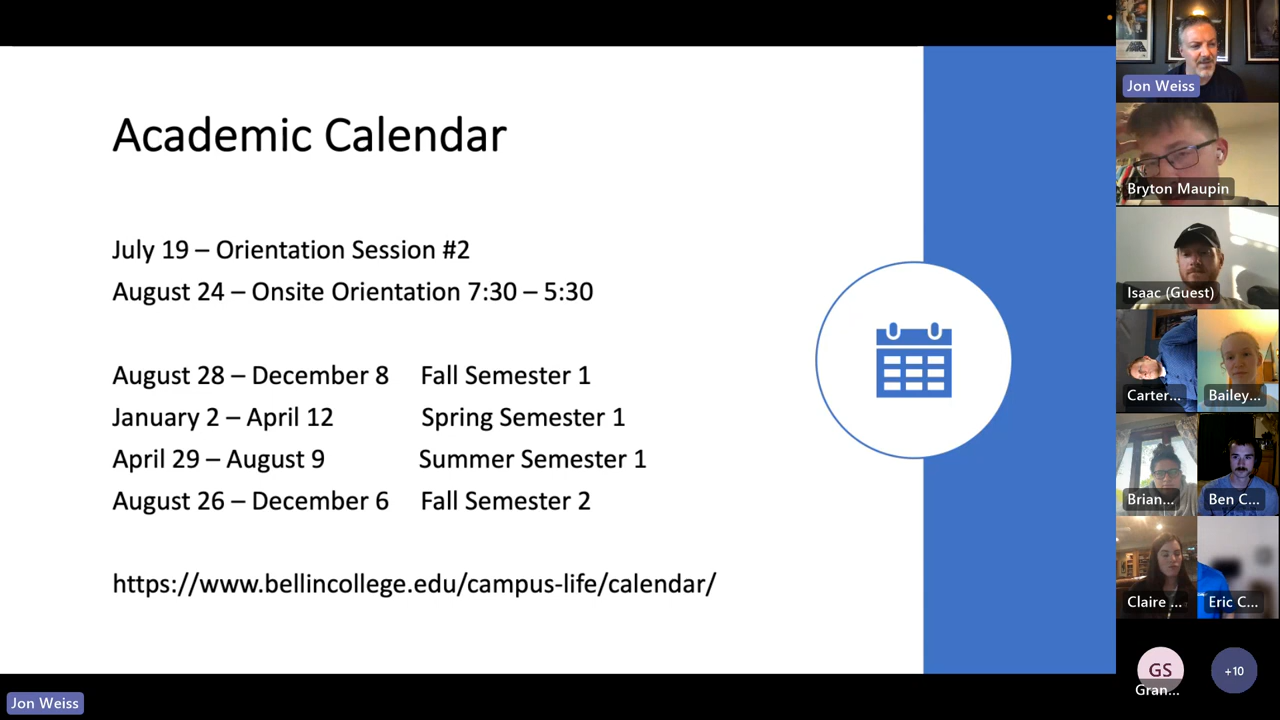 Academic Calendar
July 19 – Orientation Session #2
August 24 – Onsite Orientation 7:30 – 5:30
August 28 – December 8 Fall Semester 1
January 2 – April 12 Spring Semester 1
April 29 – August 9 Summer Semester 1
August 26 – December 6 Fall Semester 2
https://www.bellincollege.edu/campus-life/calendar/
Jon Weiss
Jon Weiss
Bryton Maupin
Isaac (Guest)
Carter...
Bailey...
Brian...
Ben C...
Claire ...
Eric C...
GS
Gran...
+10